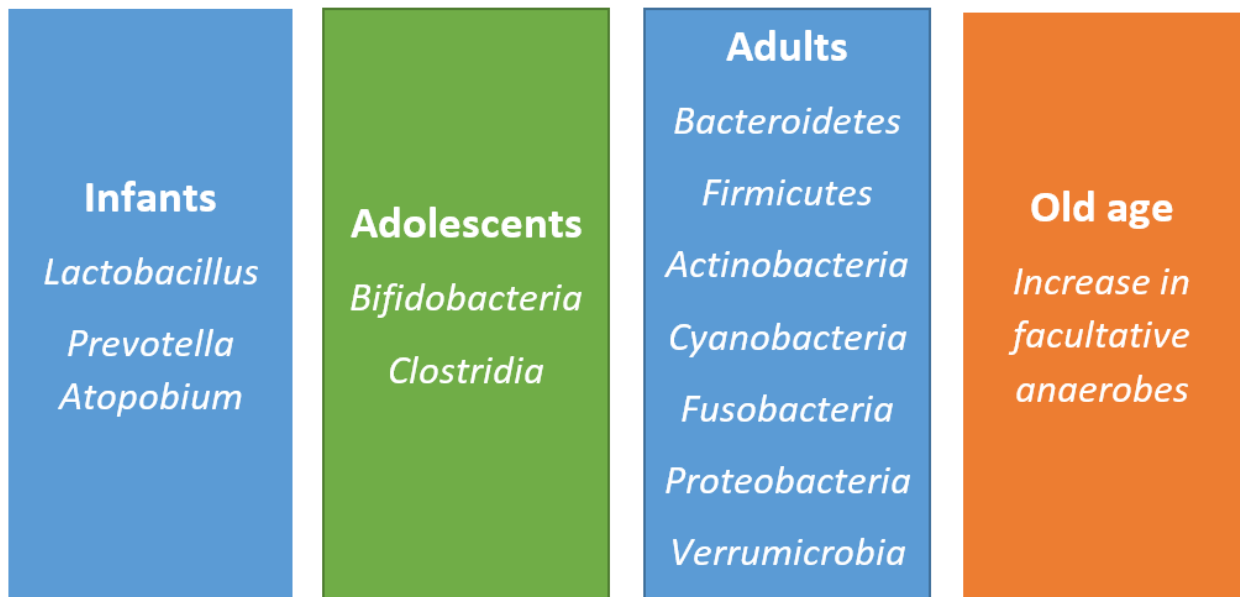 Infants
Lactobacillus
Prevotella
Atopobium
Adolescents
Bifidobacteria
Clostridia
Adults
Bacteroidetes
Firmicutes
Actinobacteria
Cyanobacteria
Fusobacteria
Proteobacteria
Verrumicrobia
Old age
Increase in
facultative
anaerobes